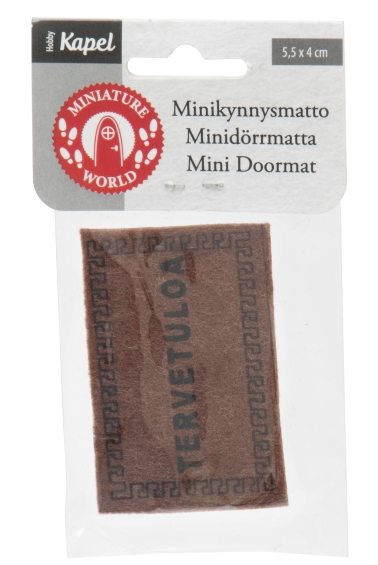 Hobby Kapel
5,5 x 4 cm
MINIATURE
WORLD
Minikynnysmatto
Minidörrmatta
Mini Doormat
TERVETULOA